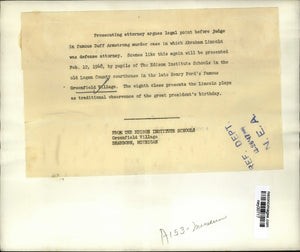 Prosecuting attorney argues legal point before judge
in famous Duff Armstrong murder case in which Abraham Lincoln
was defense attorney. Scenes like this again will be presented
Feb. 12, 1948, by pupils of The Edison Institute Schools in the
old Logan County courthouse in the late Henry Ford's famous
Greenfield Village. The eighth class presents the Lincoln plays
as traditional observance of the great president's birthday.
FROM THE EDISON INSTITUTE SCHOOLS
Greenfield Village
DEARBORN, MICHIGAN
REF DEPT
N.E.A
A153-Museum